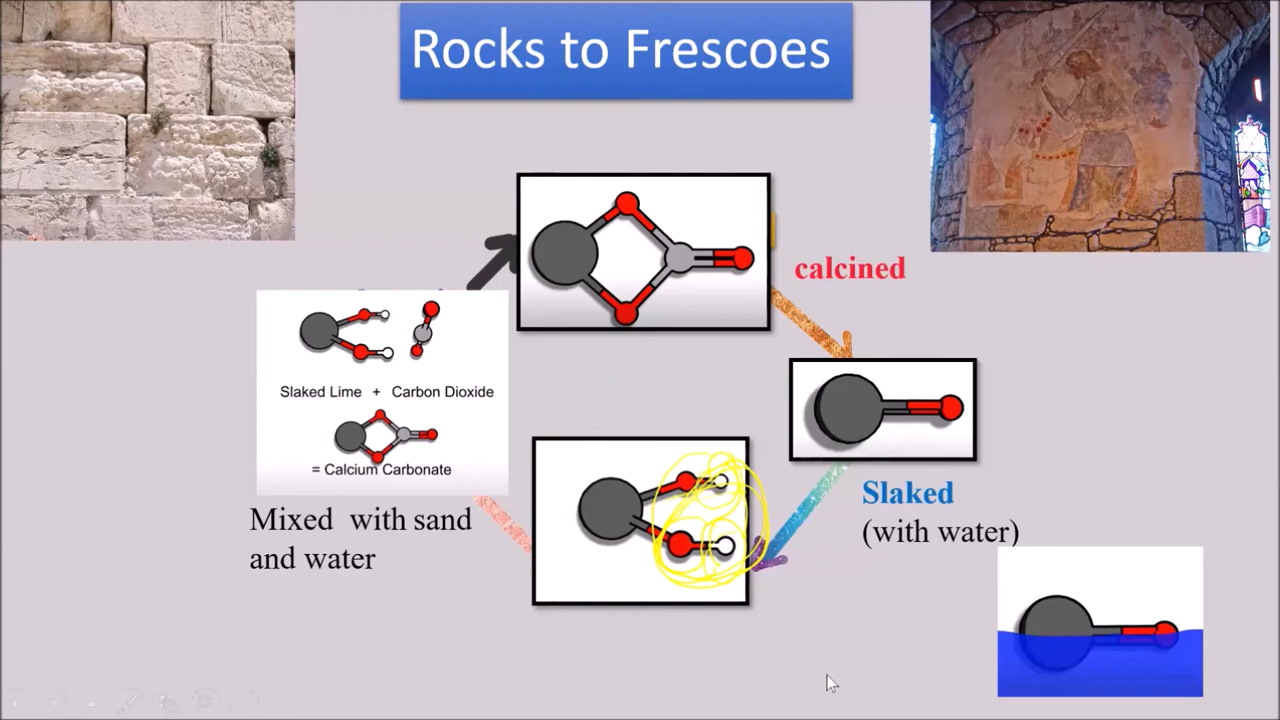 Rocks to Frescoes
calcined
Slaked Lime + Carbon Dioxide
= Calcium Carbonate
Slaked
(with water)
Mixed with sand
and water